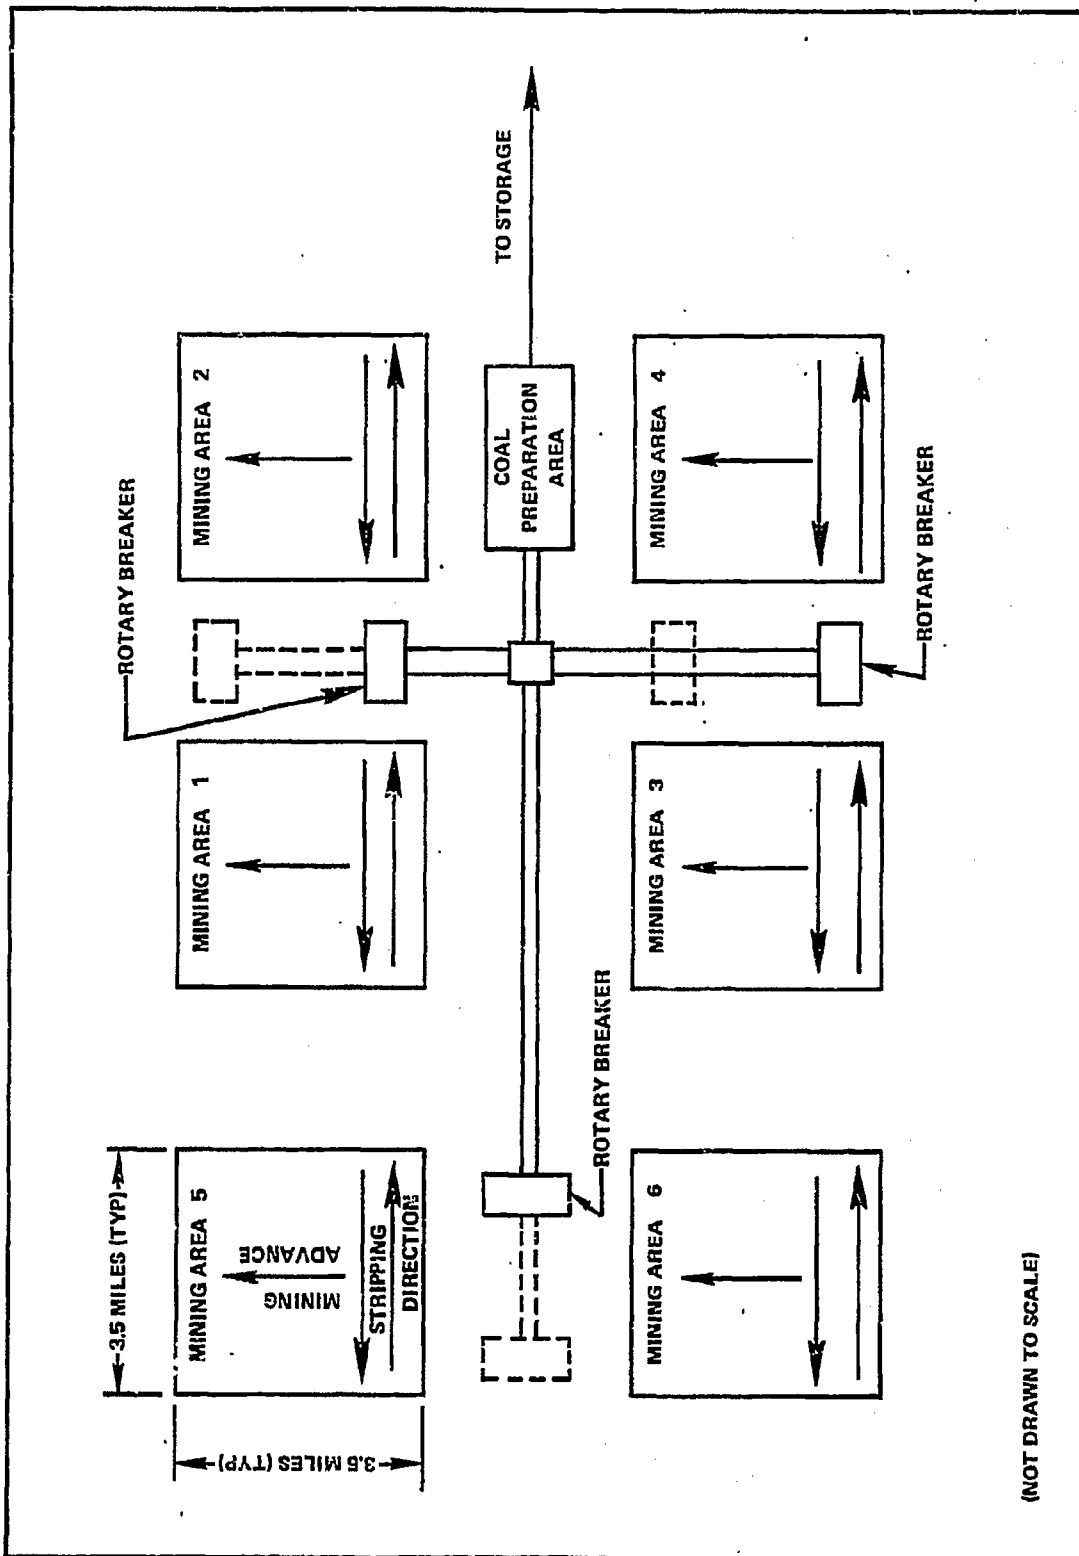 3.5 MILES (TYP)
3.5 MILES (TYP)
MINING AREA 5
MINING
ADVANCE
STRIPPING
DIRECTION
MINING AREA 1
MINING AREA 2
ROTARY BREAKER
ROTARY BREAKER
COAL
PREPARATION
AREA
TO STORAGE
MINING AREA 6
MINING AREA 3
MINING AREA 4
ROTARY BREAKER
(NOT DRAWN TO SCALE)